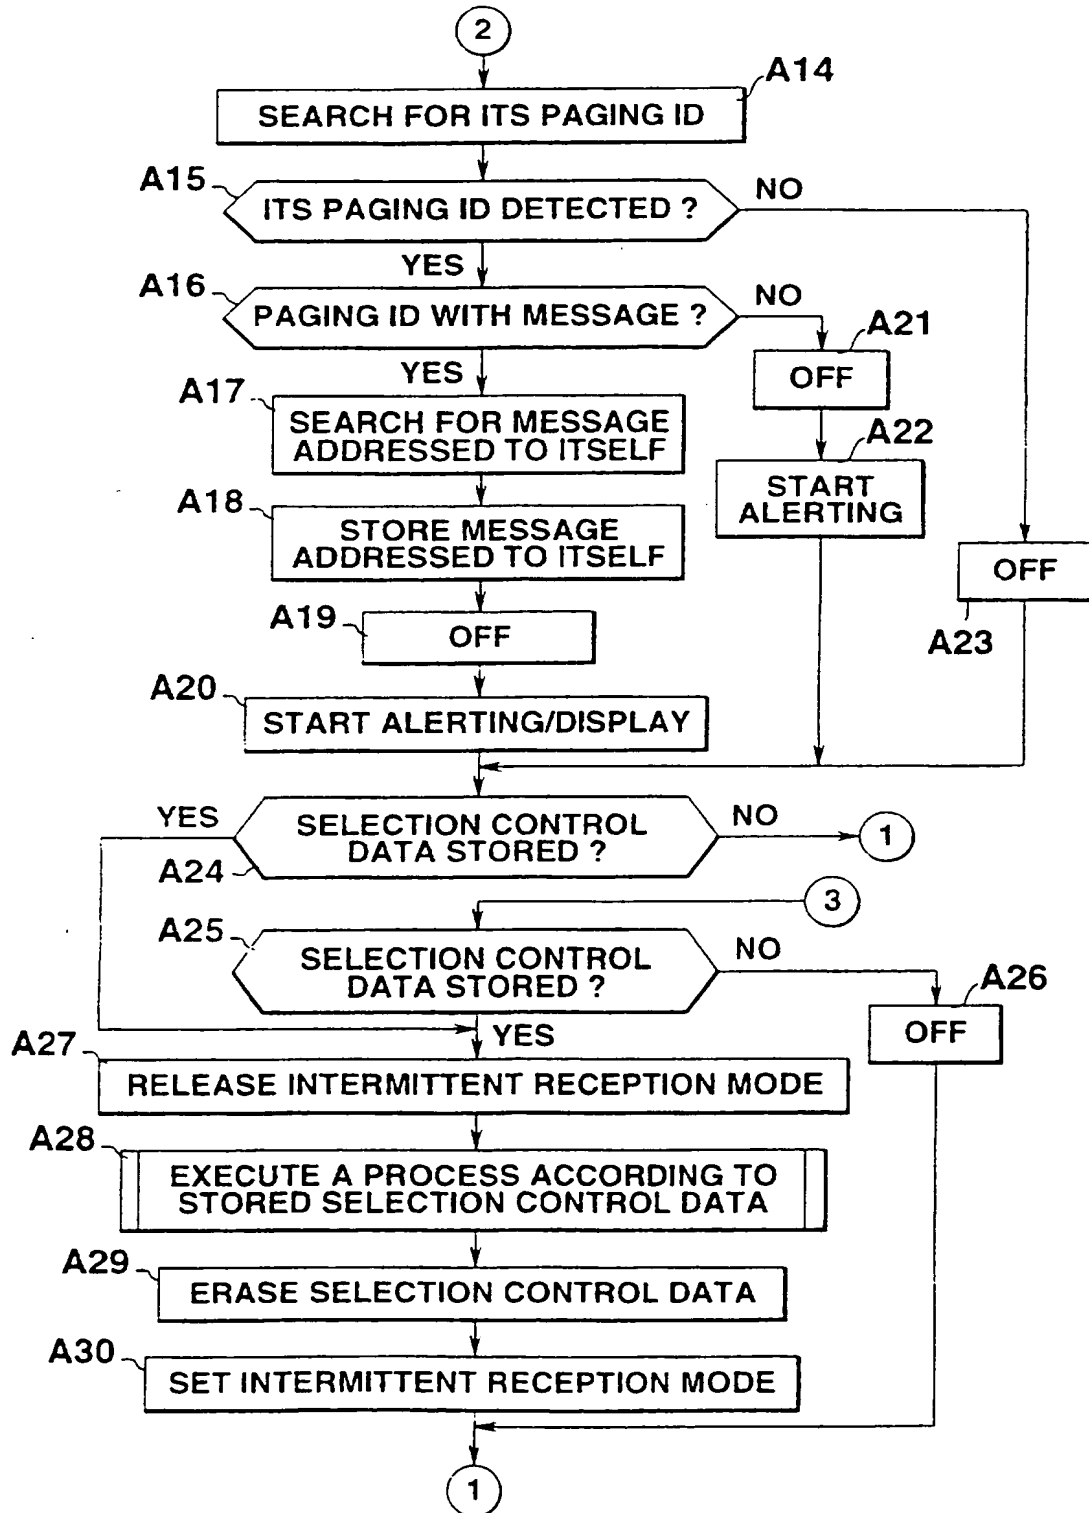 2
A14
SEARCH FOR ITS PAGING ID
A15
ITS PAGING ID DETECTED ?
NO
YES
A16
PAGING ID WITH MESSAGE ?
NO
A21
OFF
YES
A17
SEARCH FOR MESSAGE
ADDRESSED TO ITSELF
A22
START
ALERTING
A18
STORE MESSAGE
ADDRESSED TO ITSELF
OFF
A23
A19
OFF
A20
START ALERTING/DISPLAY
YES
SELECTION CONTROL
DATA STORED ?
NO
1
A24
3
A25
SELECTION CONTROL
DATA STORED ?
NO
A26
OFF
YES
A27
RELEASE INTERMITTENT RECEPTION MODE
A28
EXECUTE A PROCESS ACCORDING TO
STORED SELECTION CONTROL DATA
A29
ERASE SELECTION CONTROL DATA
A30
SET INTERMITTENT RECEPTION MODE
1